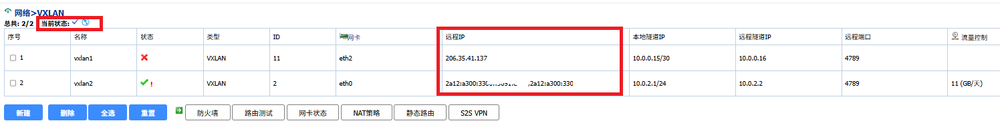 网络>VXLAN
总共: 2/2 当前状态:
序号 名称 状态 类型 ID 网卡 远程IP 本地隧道IP 远程隧道IP 远程端口 流量控制
1 vxlan1 VXLAN 11 eth2 206.35.41.137 10.0.0.15/30 10.0.0.16 4789
2 vxlan2 ! VXLAN 2 eth0 2a12:a300:330 ,2a12:a300:330 10.0.2.1/24 10.0.2.2 4789 11 (GB/天)
新建 删除 全选 重置 防火墙 路由测试 网卡状态 NAT策略 静态路由 S2S VPN